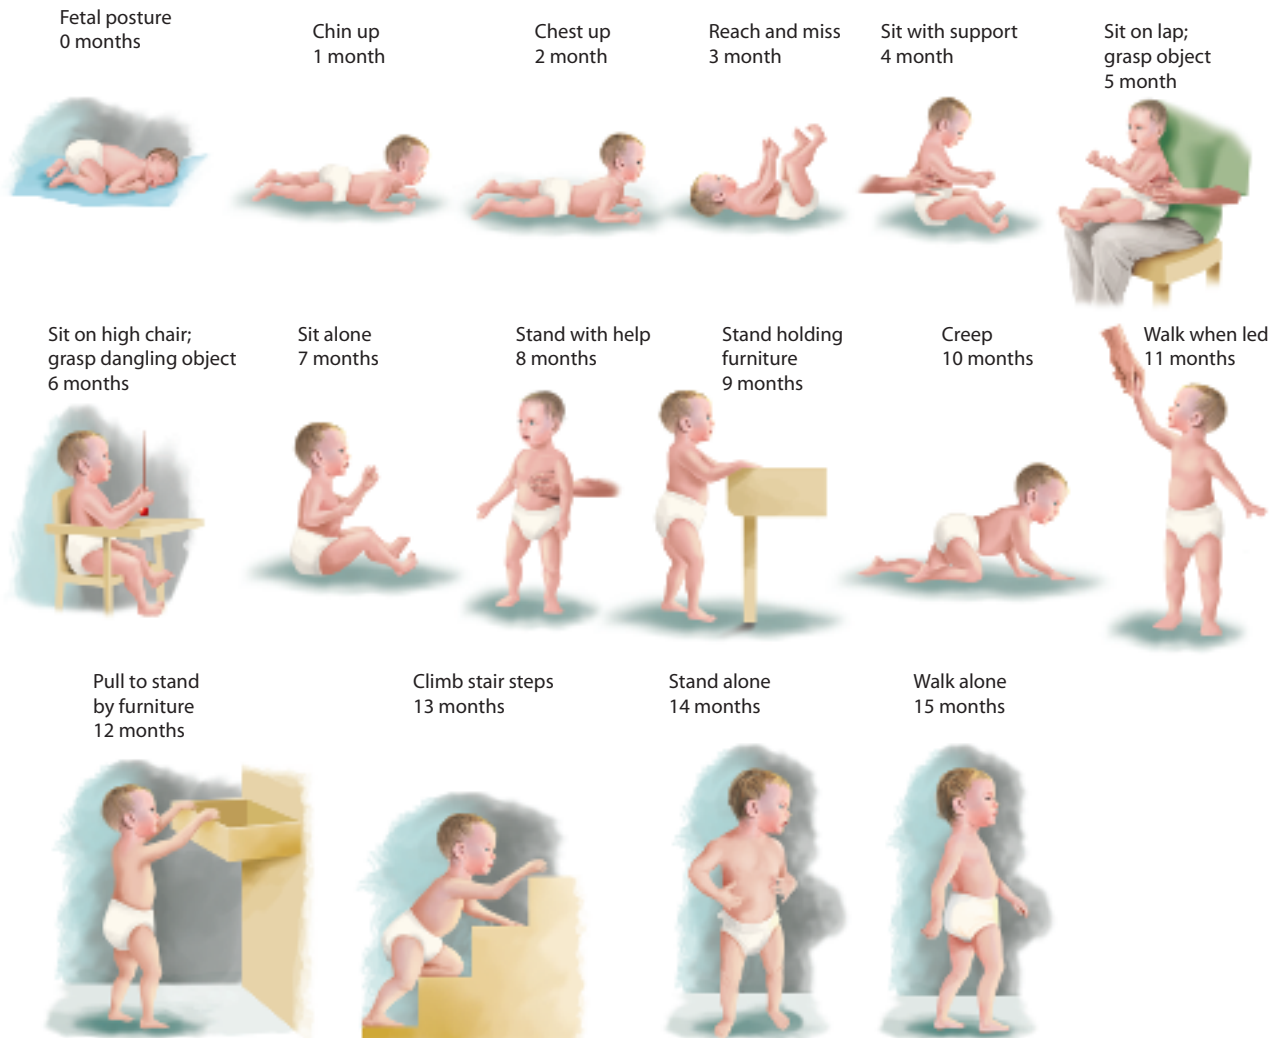 Fetal posture
0 months
Chin up
1 month
Chest up
2 month
Reach and miss
3 month
Sit with support
4 month
Sit on lap;
grasp object
5 month
Sit on high chair;
grasp dangling object
6 months
Sit alone
7 months
Stand with help
8 months
Stand holding
furniture
9 months
Creep
10 months
Walk when led
11 months
Pull to stand
by furniture
12 months
Climb stair steps
13 months
Stand alone
14 months
Walk alone
15 months